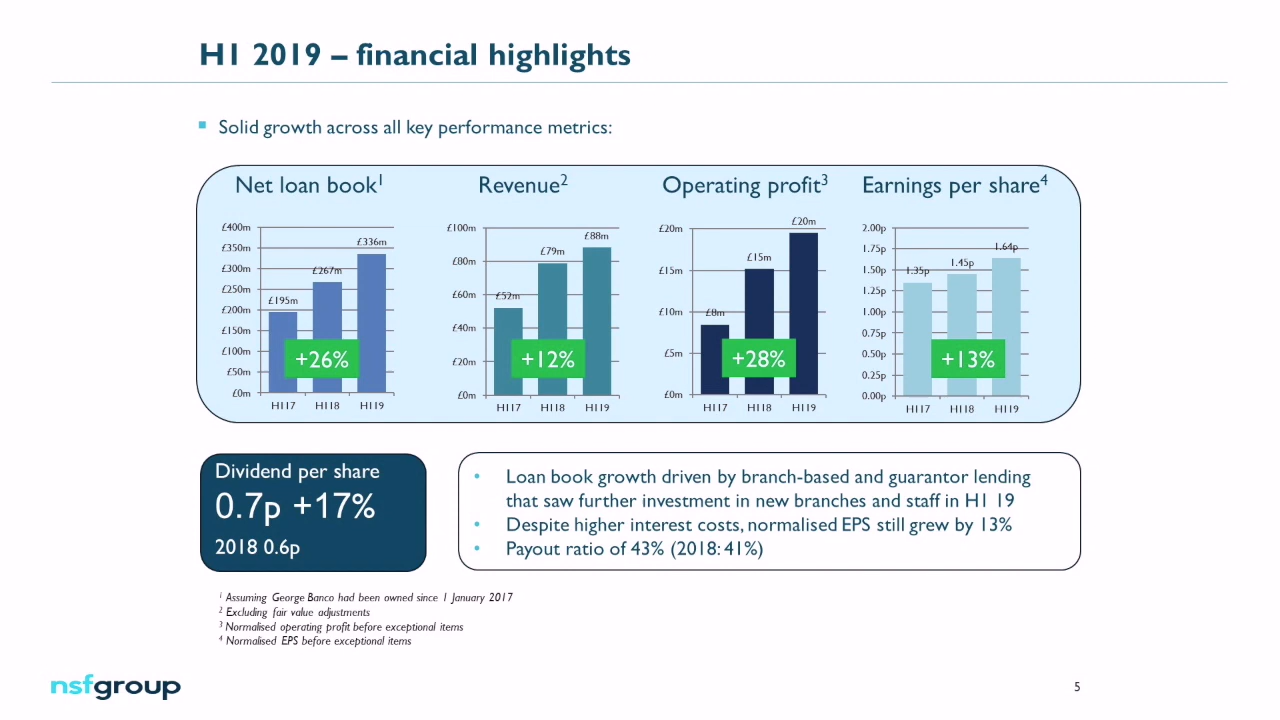 H1 2019 – financial highlights
Solid growth across all key performance metrics:
Net loan book1
£400m
£350m
£300m
£250m
£200m
£150m
£100m
£50m
£0m
£195m
£267m
£336m
+26%
H117 H118 H119
Revenue2
£100m
£80m
£60m
£40m
£20m
£0m
£52m
£79m
£88m
+12%
H117 H118 H119
Operating profit3
£20m
£15m
£10m
£5m
£0m
£8m
£15m
£20m
+28%
H117 H118 H119
Earnings per share4
2.00p
1.75p
1.50p
1.25p
1.00p
0.75p
0.50p
0.25p
0.00p
1.35p
1.45p
1.64p
+13%
H117 H118 H119
Dividend per share
0.7p +17%
2018 0.6p
• Loan book growth driven by branch-based and guarantor lending
that saw further investment in new branches and staff in H1 19
• Despite higher interest costs, normalised EPS still grew by 13%
• Payout ratio of 43% (2018: 41%)
1 Assuming George Banco had been owned since 1 January 2017
2 Excluding fair value adjustments
3 Normalised operating profit before exceptional items
4 Normalised EPS before exceptional items
nsfgroup
5